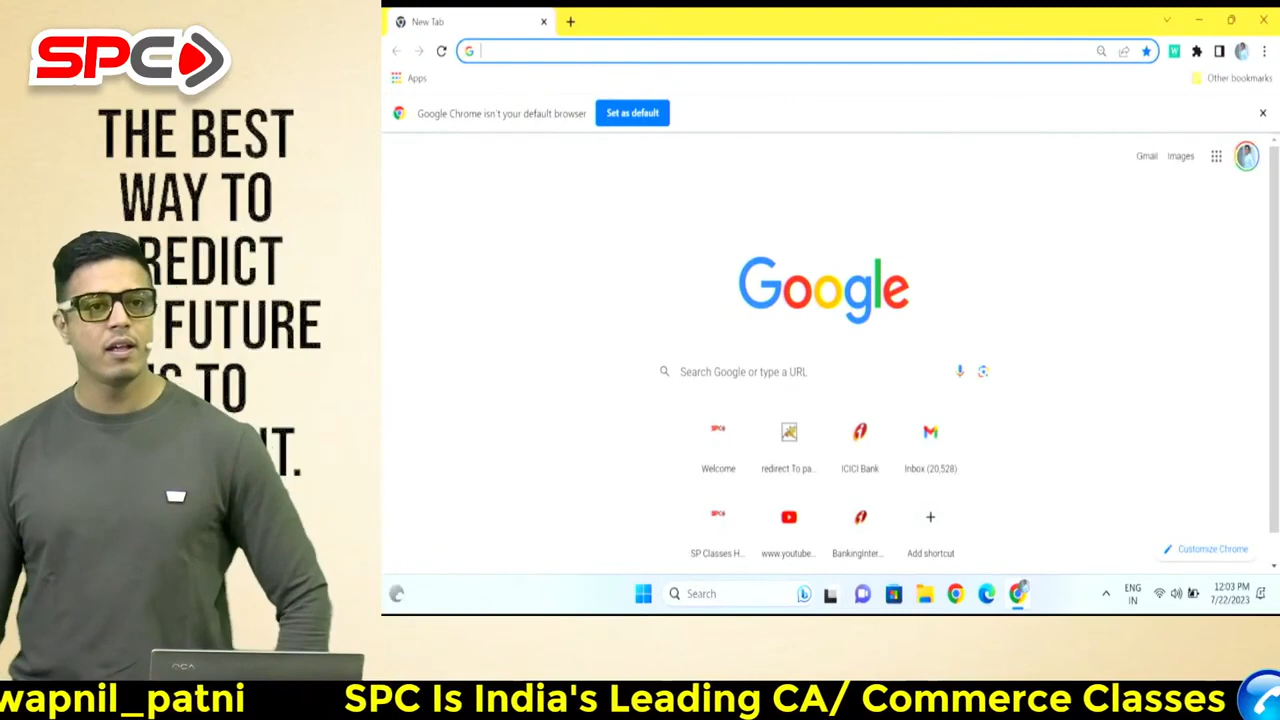 SPC
THE BEST
WAY TO
REDICT
FUTURE
TO
T.
New Tab
Apps
Other bookmarks
Google Chrome isn't your default browser
Set as default
Gmail
Images
Google
Search Google or type a URL
Welcome
redirect To pa...
ICICI Bank
Inbox (20,528)
SP Classes H...
www.youtube...
Bankinginter...
Add shortcut
Customize Chrome
Search
ENG
IN
12:03 PM
7/22/2023
wapnil_patni
SPC Is India's Leading CA/ Commerce Classes